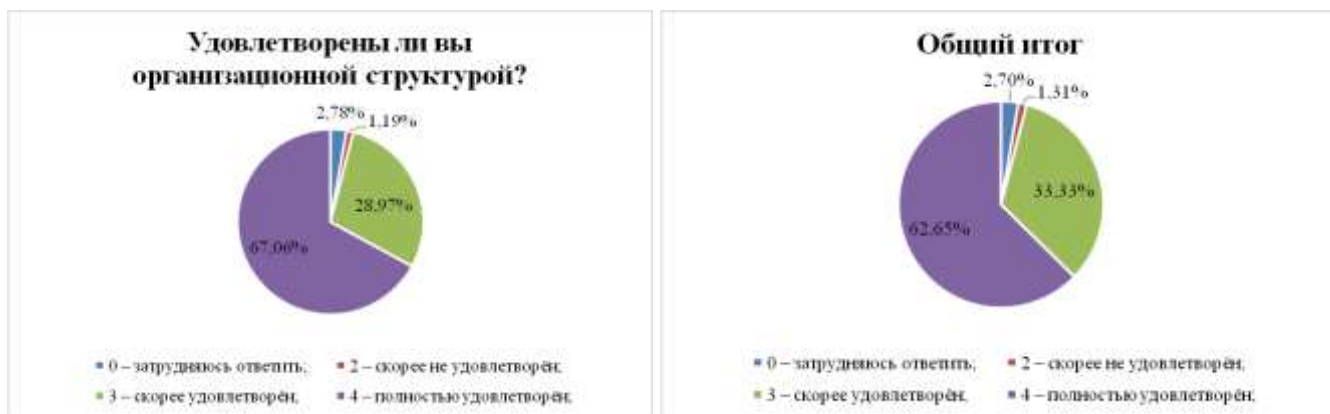 Удовлетворены ли вы
организационной структурой?
2,78%
1,19%
28,97%
67,06%
0 – затрудняюсь ответить;
2 – скорее не удовлетворён;
3 – скорее удовлетворён;
4 – полностью удовлетворён;
Общий итог
2,70%
1,31%
33,33%
62,65%
0 – затрудняюсь ответить;
2 – скорее не удовлетворён;
3 – скорее удовлетворён;
4 – полностью удовлетворён;